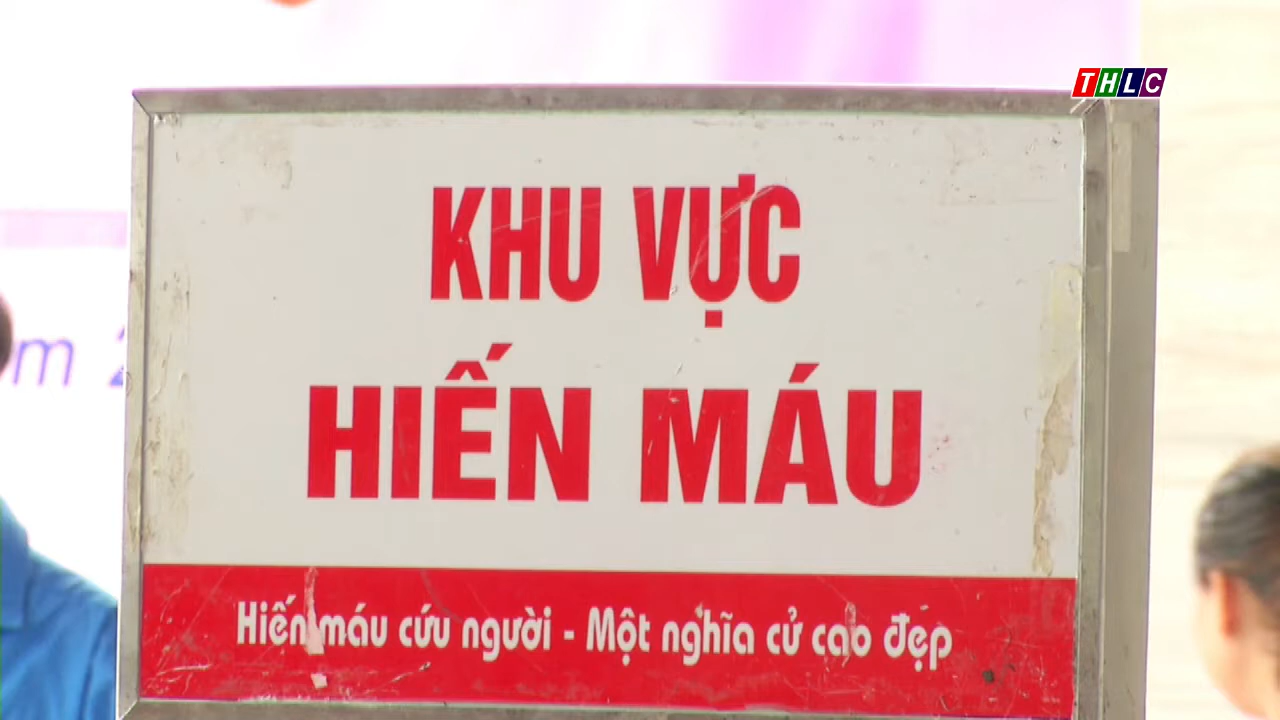 THLC
KHU VỰC
HIẾN MÁU
Hiến máu cứu người - Một nghĩa cử cao đẹp